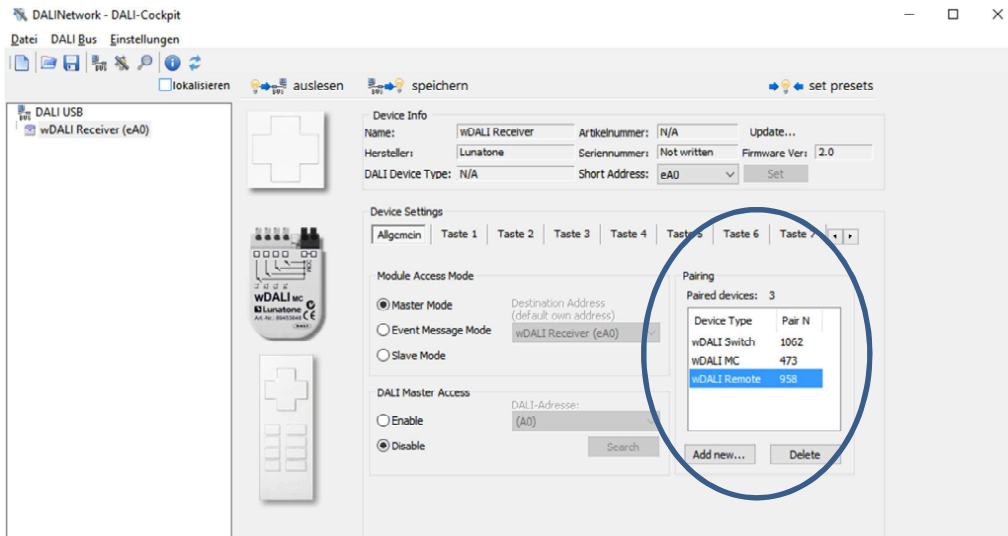 DALINetwork - DALI-Cockpit
Datei DALI Bus Einstellungen
lokalisieren auslesen speichern set presets
DALI USB
wDALI Receiver (eA0)
Device Info
Name: wDALI Receiver Artikelnummer: N/A Update...
Hersteller: Lunatone Seriennummer: Not written Firmware Ver: 2.0
DALI Device Type: N/A Short Address: eA0 Set
Device Settings
Allgemein Taste 1 Taste 2 Taste 3 Taste 4 Taste 5 Taste 6 Taste 7
Module Access Mode
Master Mode
Event Message Mode
Slave Mode
Destination Address
(default own address)
wDALI Receiver (eA0)
DALI Master Access
Enable
Disable
DALI-Adresse:
(A0)
Search
Pairing
Paired devices: 3
Device Type Pair N
wDALI Switch 1062
wDALI MC 473
wDALI Remote 958
Add new... Delete
wDALI MC
Lunatone